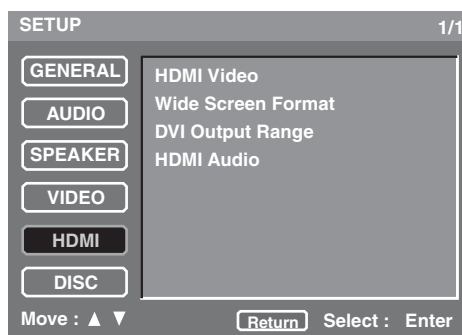 SETUP 1/1
GENERAL
AUDIO
SPEAKER
VIDEO
HDMI
DISC
HDMI Video
Wide Screen Format
DVI Output Range
HDMI Audio
Move : ▲ ▼ Return Select : Enter